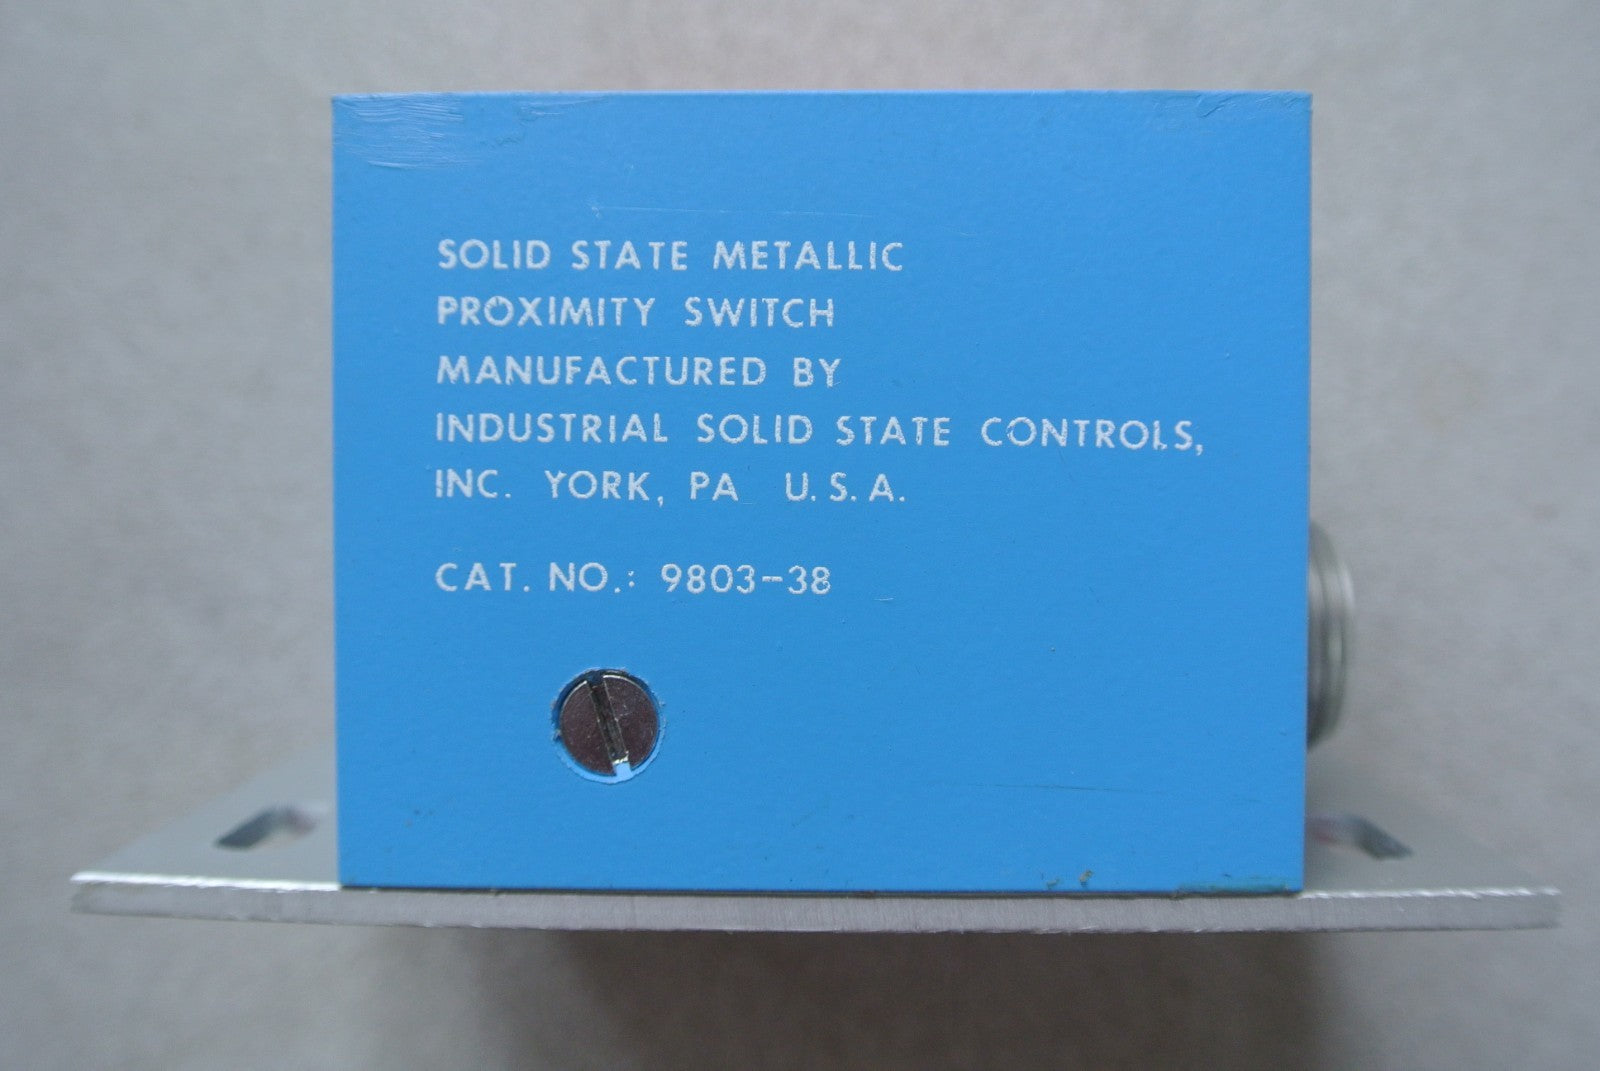 SOLID STATE METALLIC
PROXIMITY SWITCH
MANUFACTURED BY
INDUSTRIAL SOLID STATE CONTROLS,
INC. YORK, PA U.S.A.
CAT. NO.: 9803-38